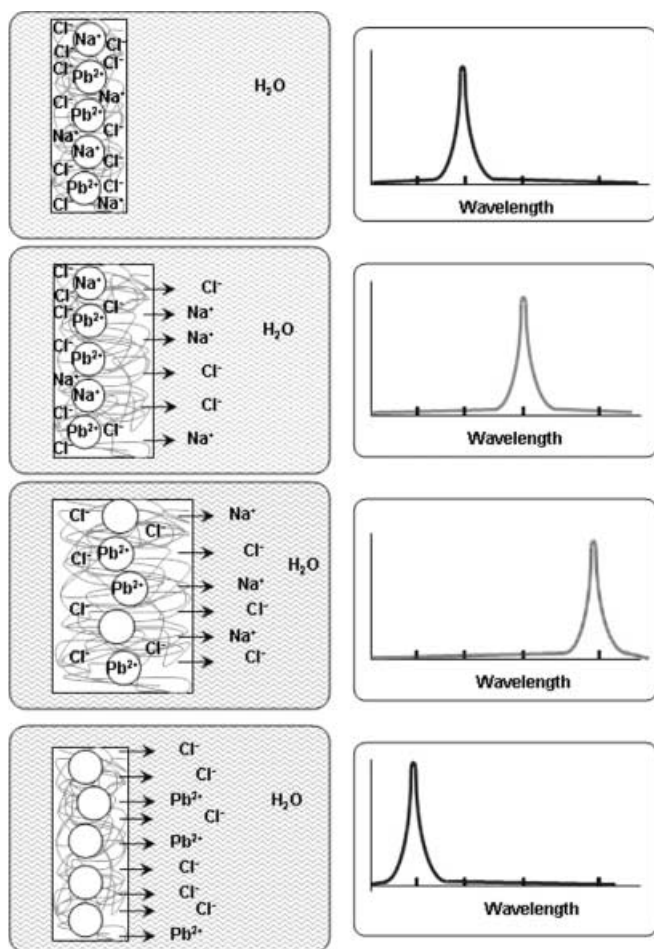 Cl⁻
Na⁺ Cl⁻
Cl⁻
Cl⁻ Cl⁻
Pb²⁺
H₂O
Cl⁻ Na⁺
Pb²⁺
Na⁺ Cl⁻
Na⁺
Cl⁻ Cl⁻
Pb²⁺ Cl⁻
Cl⁻ Na⁺
Wavelength
Cl⁻
Na⁺ Cl⁻
Cl⁻
Cl⁻ Cl⁻ Na⁺
Pb²⁺
H₂O
Na⁺
Cl⁻
Pb²⁺
Cl⁻
Na⁺
Na⁺
Cl⁻ Cl⁻
Pb²⁺ Cl⁻
Na⁺
Cl⁻
Wavelength
Cl⁻ Na⁺
Cl⁻
Cl⁻ Pb²⁺ Cl⁻
H₂O
Pb²⁺ Na⁺
Cl⁻ Cl⁻
Na⁺
Cl⁻
Cl⁻ Cl⁻
Pb²⁺
Wavelength
Cl⁻
Cl⁻
Pb²⁺ H₂O
Cl⁻
Pb²⁺
Cl⁻
Cl⁻
Cl⁻
Pb²⁺
Wavelength